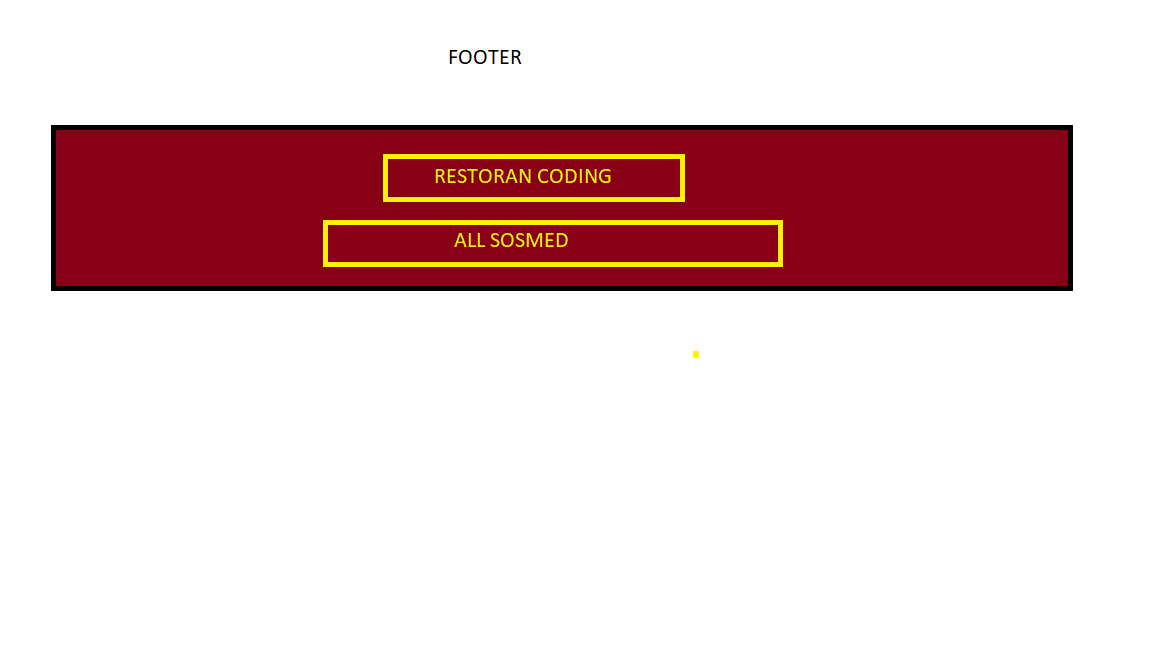 FOOTER
RESTORAN CODING
ALL SOSMED